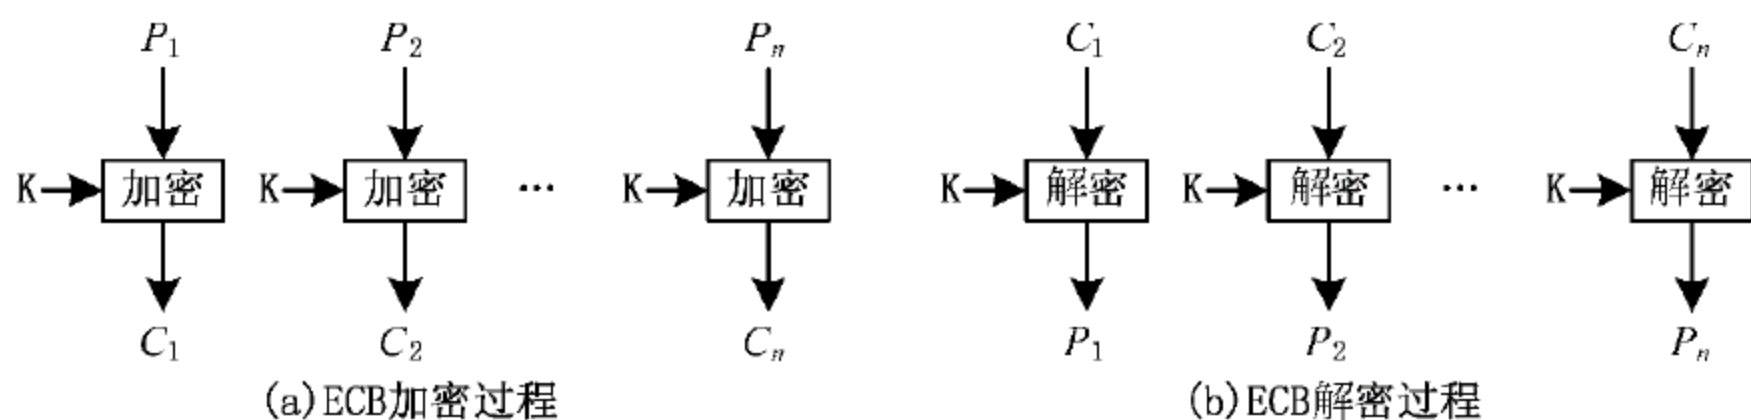 P₁ P₂ Pₙ C₁ C₂ Cₙ
K 加密 K 加密 … K 加密 K 解密 K 解密 … K 解密
C₁ C₂ Cₙ P₁ P₂ Pₙ
(a)ECB加密过程 (b)ECB解密过程